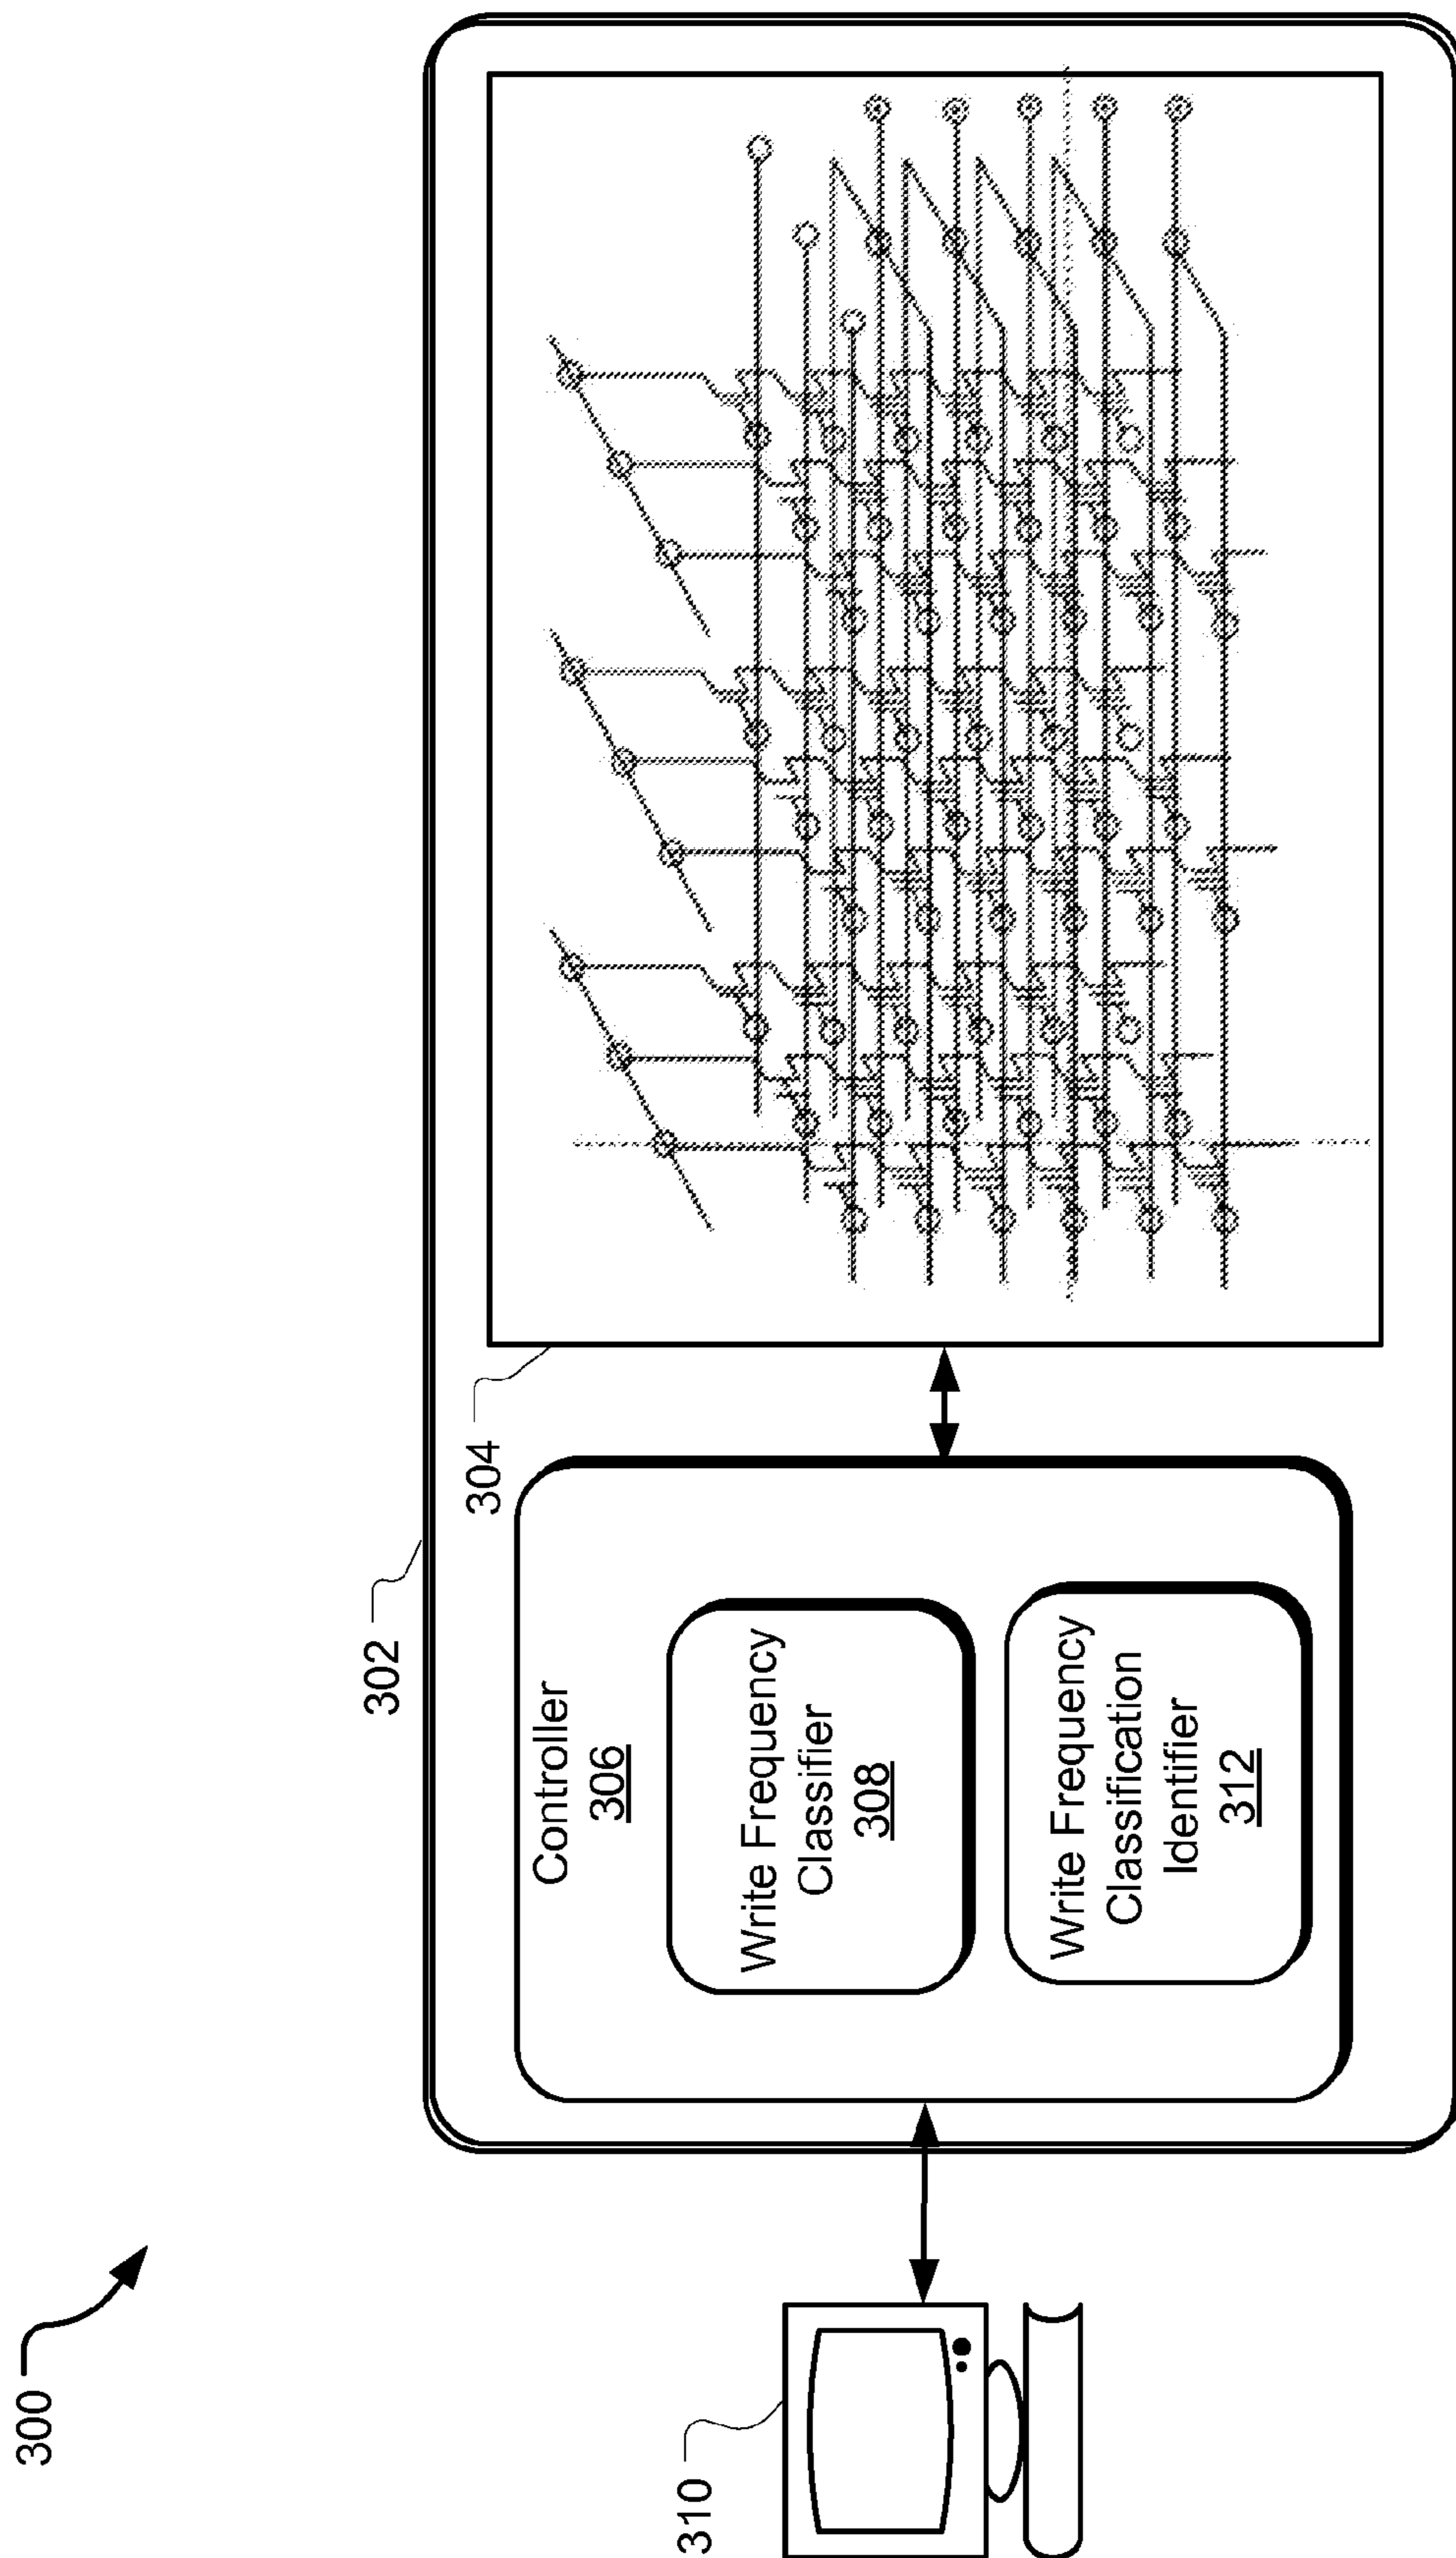 300
302
304
Controller
306
Write Frequency
Classifier
308
Write Frequency
Classification
Identifier
312
310